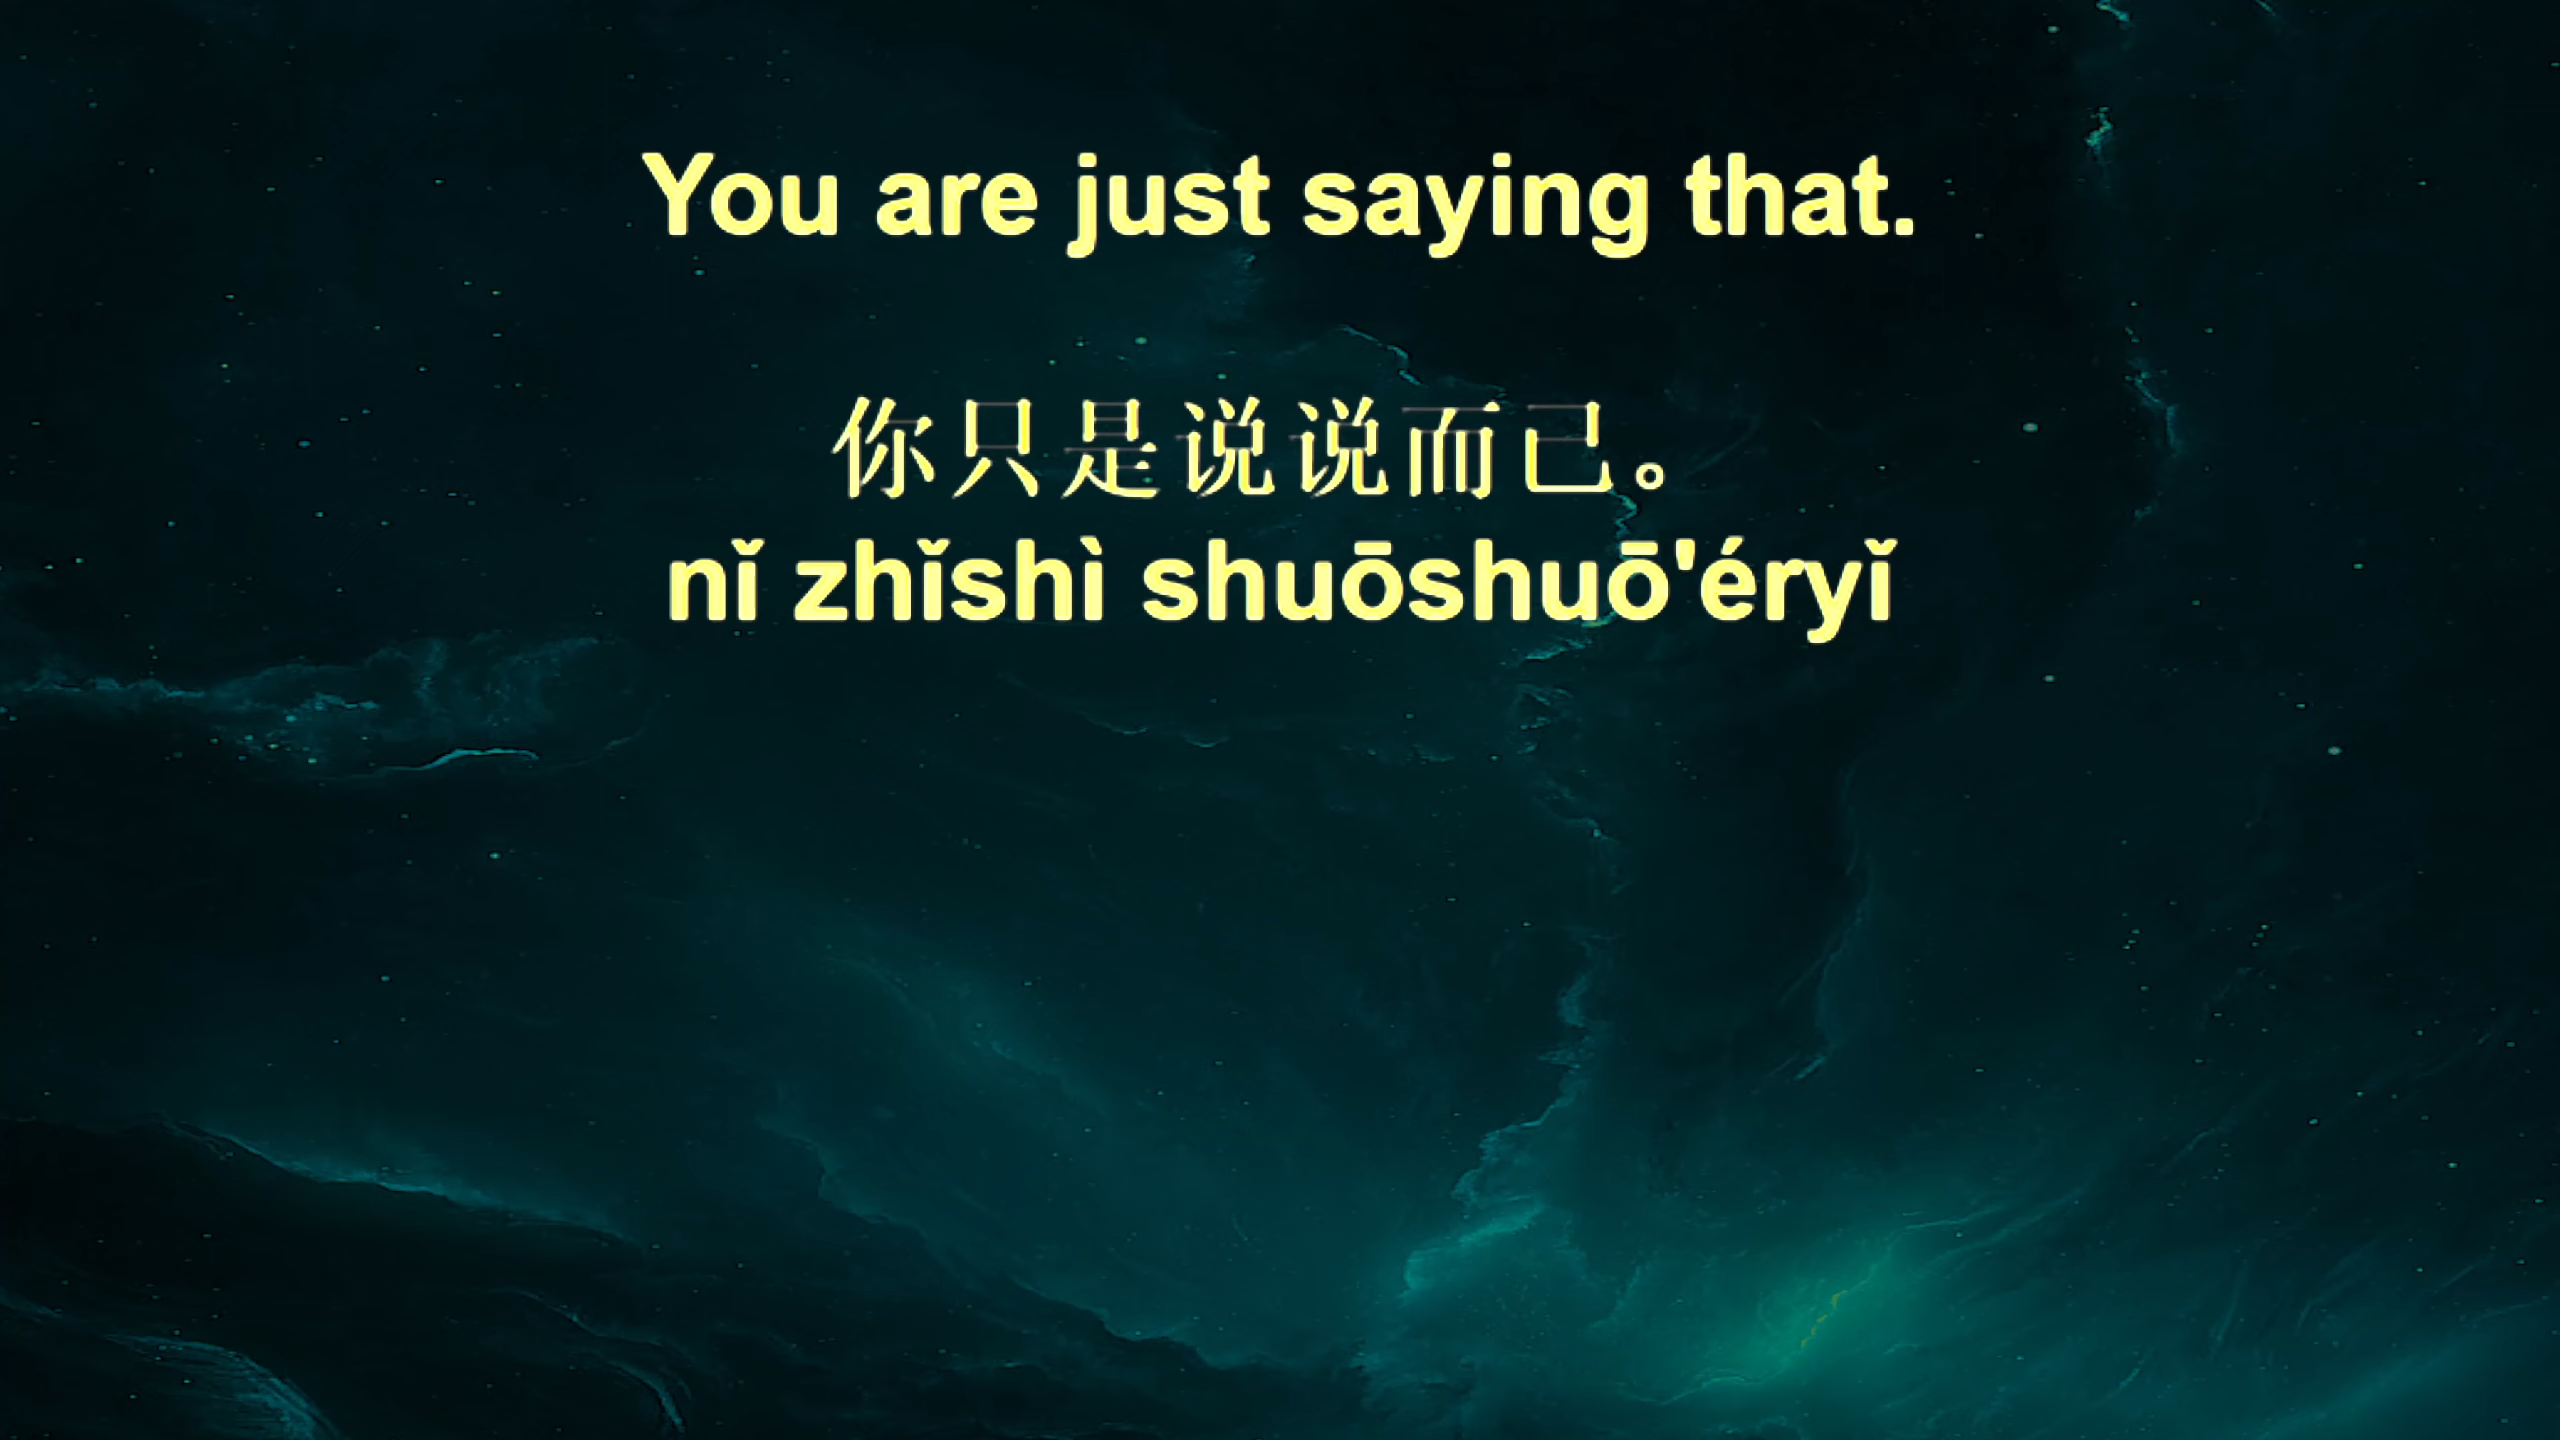 You are just saying that.
你只是说说而已。
nǐ zhǐshì shuōshuō'éryǐ